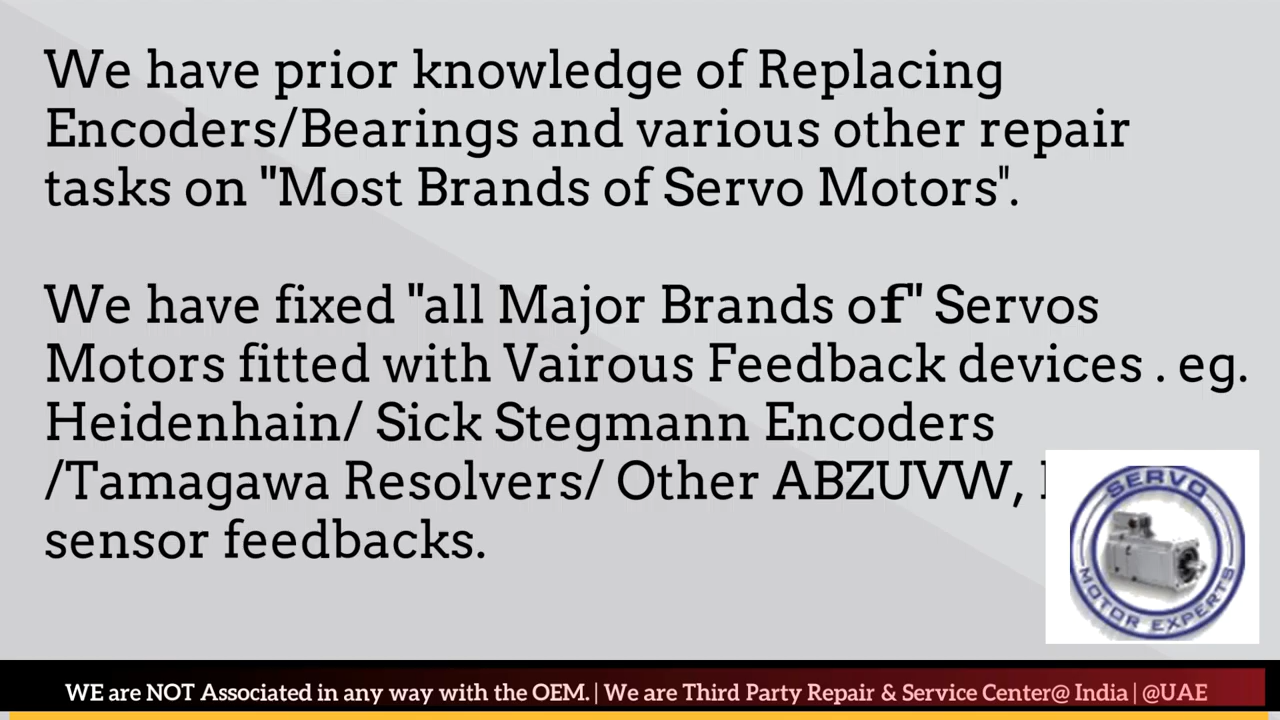 We have prior knowledge of Replacing
Encoders/Bearings and various other repair
tasks on "Most Brands of Servo Motors".
We have fixed "all Major Brands of" Servos
Motors fitted with Vairous Feedback devices . eg.
Heidenhain/ Sick Stegmann Encoders
/Tamagawa Resolvers/ Other ABZUVW,
sensor feedbacks.
SERVO
MOTOR EXPERTS
WE are NOT Associated in any way with the OEM. | We are Third Party Repair & Service Center@ India | @UAE